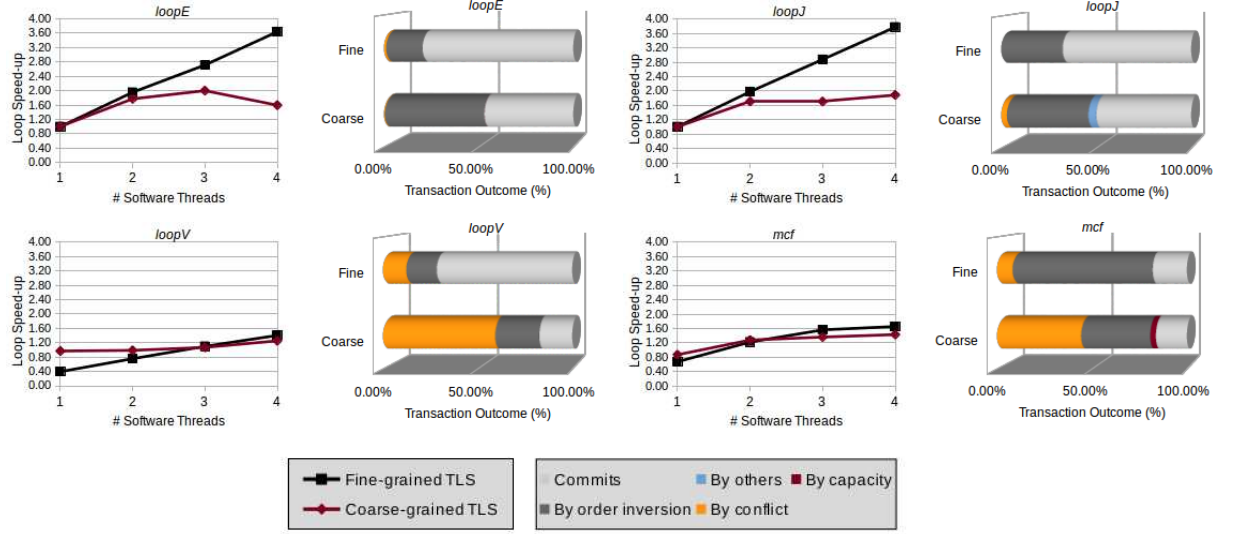 loopE
4.00
3.60
3.20
2.80
2.40
2.00
1.60
1.20
0.80
0.40
0.00
Loop Speed-up
1 2 3 4
# Software Threads
loopE
Fine
Coarse
0.00% 50.00% 100.00%
Transaction Outcome (%)
loopJ
4.00
3.60
3.20
2.80
2.40
2.00
1.60
1.20
0.80
0.40
0.00
Loop Speed-up
1 2 3 4
# Software Threads
loopJ
Fine
Coarse
0.00% 50.00% 100.00%
Transaction Outcome (%)
loopV
4.00
3.60
3.20
2.80
2.40
2.00
1.60
1.20
0.80
0.40
0.00
Loop Speed-up
1 2 3 4
# Software Threads
loopV
Fine
Coarse
0.00% 50.00% 100.00%
Transaction Outcome (%)
mcf
4.00
3.60
3.20
2.80
2.40
2.00
1.60
1.20
0.80
0.40
0.00
Loop Speed-up
1 2 3 4
# Software Threads
mcf
Fine
Coarse
0.00% 50.00% 100.00%
Transaction Outcome (%)
Fine-grained TLS
Coarse-grained TLS
Commits By others By capacity
By order inversion By conflict